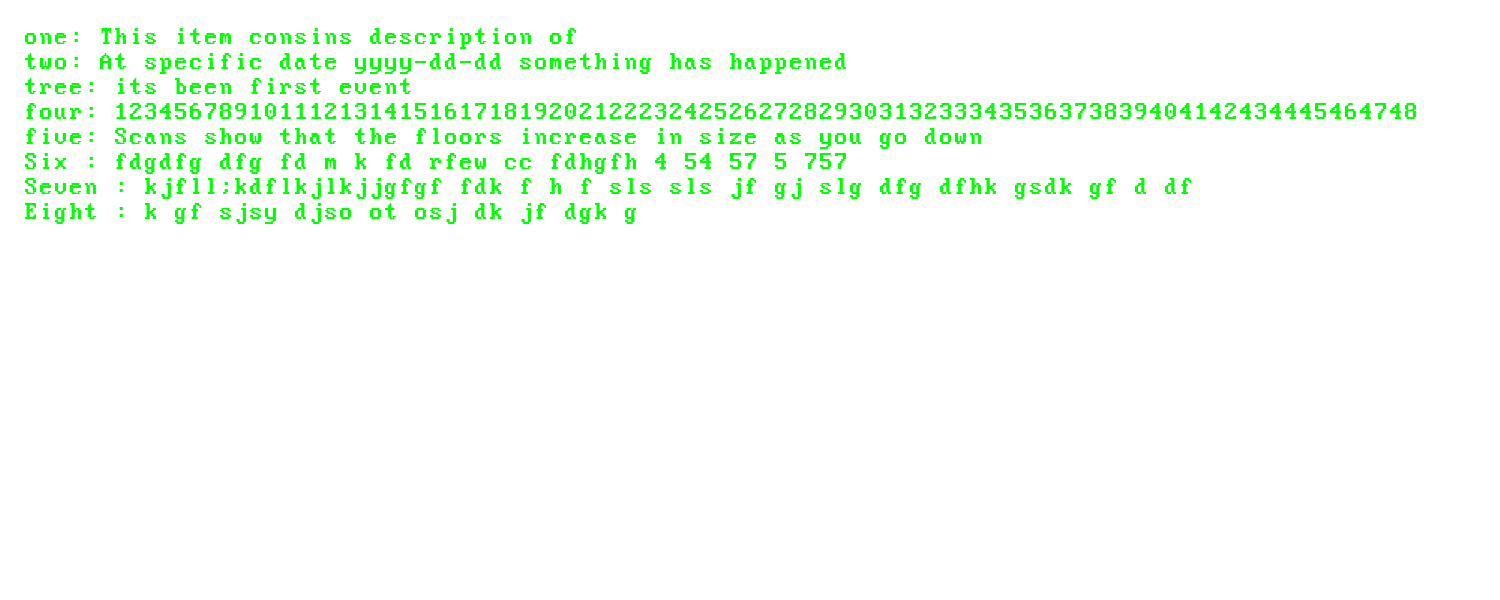 one: This item consins description of
two: At specific date yyyy-dd-dd something has happened
tree: its been first event
four: 123456789101112131415161718192021222324252627282930313233343536373839404142434445464748
five: Scans show that the floors increase in size as you go down
Six : fdgdfg dfg fd m k fd rfew cc fdhgfh 4 54 57 5 757
Seven : kjfll;kdflkjlkjjgfgf fdk f h f sls sls jf gj slg dfg dfhk gsdk gf d df
Eight : k gf sjsy djso ot osj dk jf dgk g